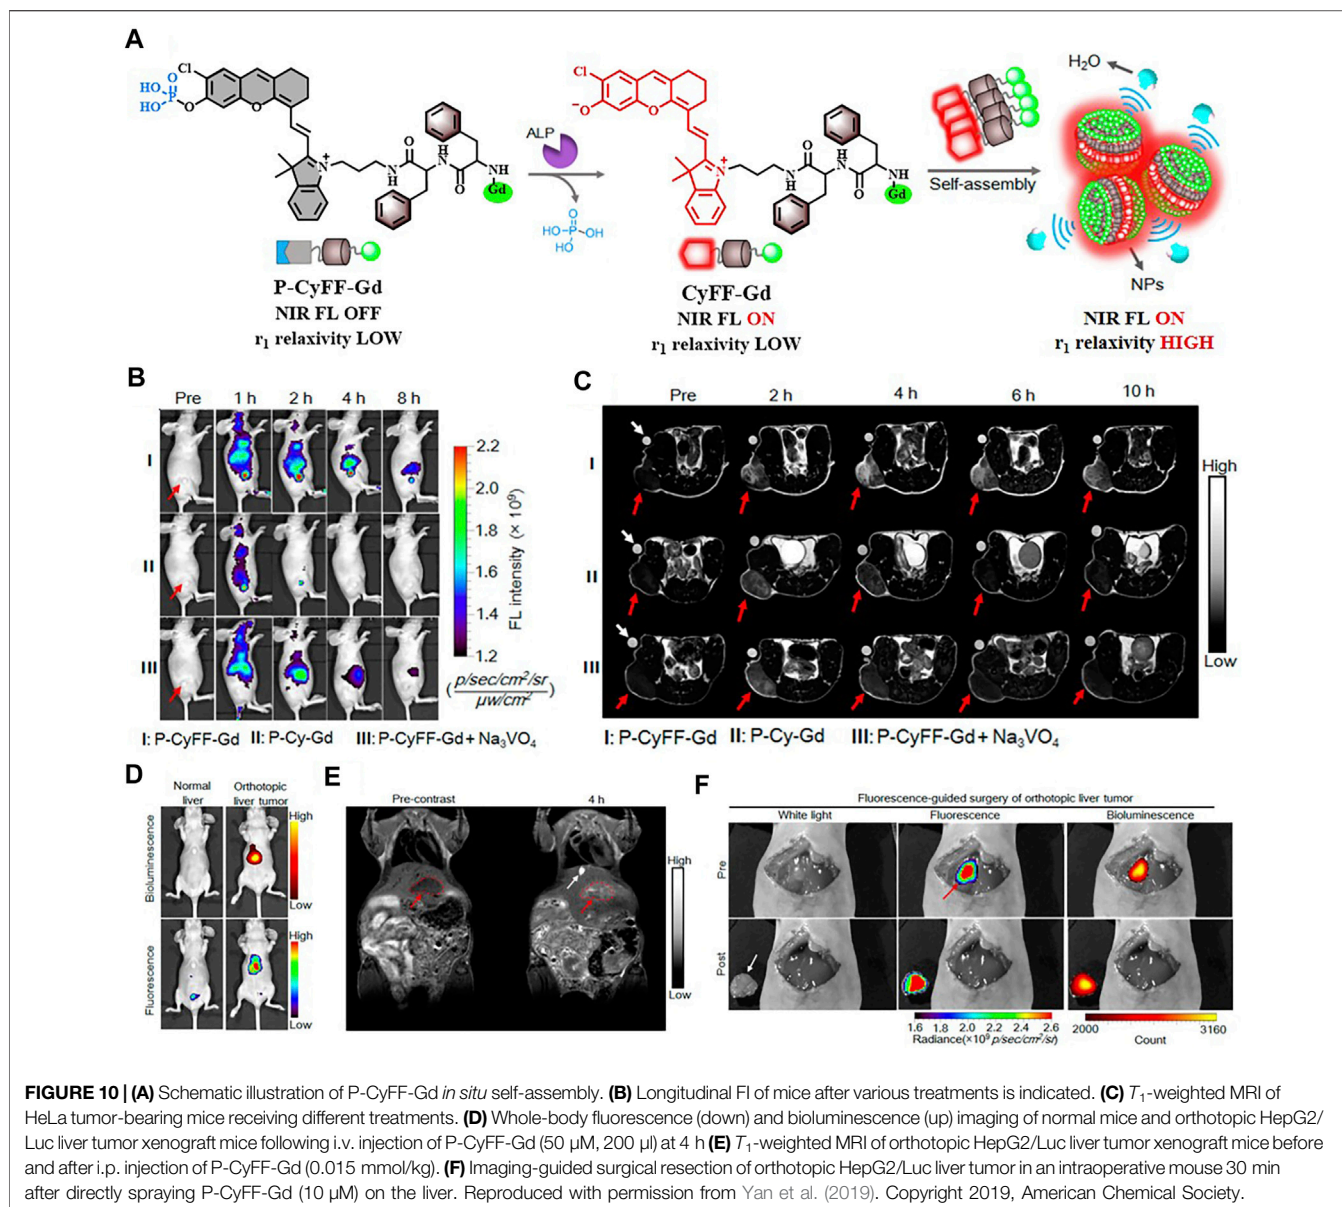 A
Cl
O
HO
P
HO
O
O
N
+
O
N
H
H
N
O
NH
Gd
P-CyFF-Gd
NIR FL OFF
r1 relaxivity LOW
ALP
O
HO
P
OH
HO
Cl
−O
O
N
+
O
N
H
H
N
O
NH
Gd
CyFF-Gd
NIR FL ON
r1 relaxivity LOW
Self-assembly
H2O
NPs
NIR FL ON
r1 relaxivity HIGH
B
Pre 1 h 2 h 4 h 8 h
I
II
III
2.2
2.0
1.8
1.6
1.4
1.2
FL intensity (× 10⁹)
(p/sec/cm²/sr / μw/cm²)
I: P-CyFF-Gd II: P-Cy-Gd III: P-CyFF-Gd + Na3VO4
C
Pre 2 h 4 h 6 h 10 h
I
II
III
High
Low
I: P-CyFF-Gd II: P-Cy-Gd III: P-CyFF-Gd + Na3VO4
D
Normal liver
Orthotopic liver tumor
Bioluminescence
High
Low
Fluorescence
High
Low
E
Pre-contrast 4 h
High
Low
F
Fluorescence-guided surgery of orthotopic liver tumor
White light Fluorescence Bioluminescence
Pre
Post
1.6 1.8 2.0 2.2 2.4 2.6
Radiance(×10⁹ p/sec/cm²/sr)
2000 3160
Count
FIGURE 10 | (A) Schematic illustration of P-CyFF-Gd in situ self-assembly. (B) Longitudinal FI of mice after various treatments is indicated. (C) T1-weighted MRI of
HeLa tumor-bearing mice receiving different treatments. (D) Whole-body fluorescence (down) and bioluminescence (up) imaging of normal mice and orthotopic HepG2/
Luc liver tumor xenograft mice following i.v. injection of P-CyFF-Gd (50 μM, 200 μl) at 4 h (E) T1-weighted MRI of orthotopic HepG2/Luc liver tumor xenograft mice before
and after i.p. injection of P-CyFF-Gd (0.015 mmol/kg). (F) Imaging-guided surgical resection of orthotopic HepG2/Luc liver tumor in an intraoperative mouse 30 min
after directly spraying P-CyFF-Gd (10 μM) on the liver. Reproduced with permission from Yan et al. (2019). Copyright 2019, American Chemical Society.